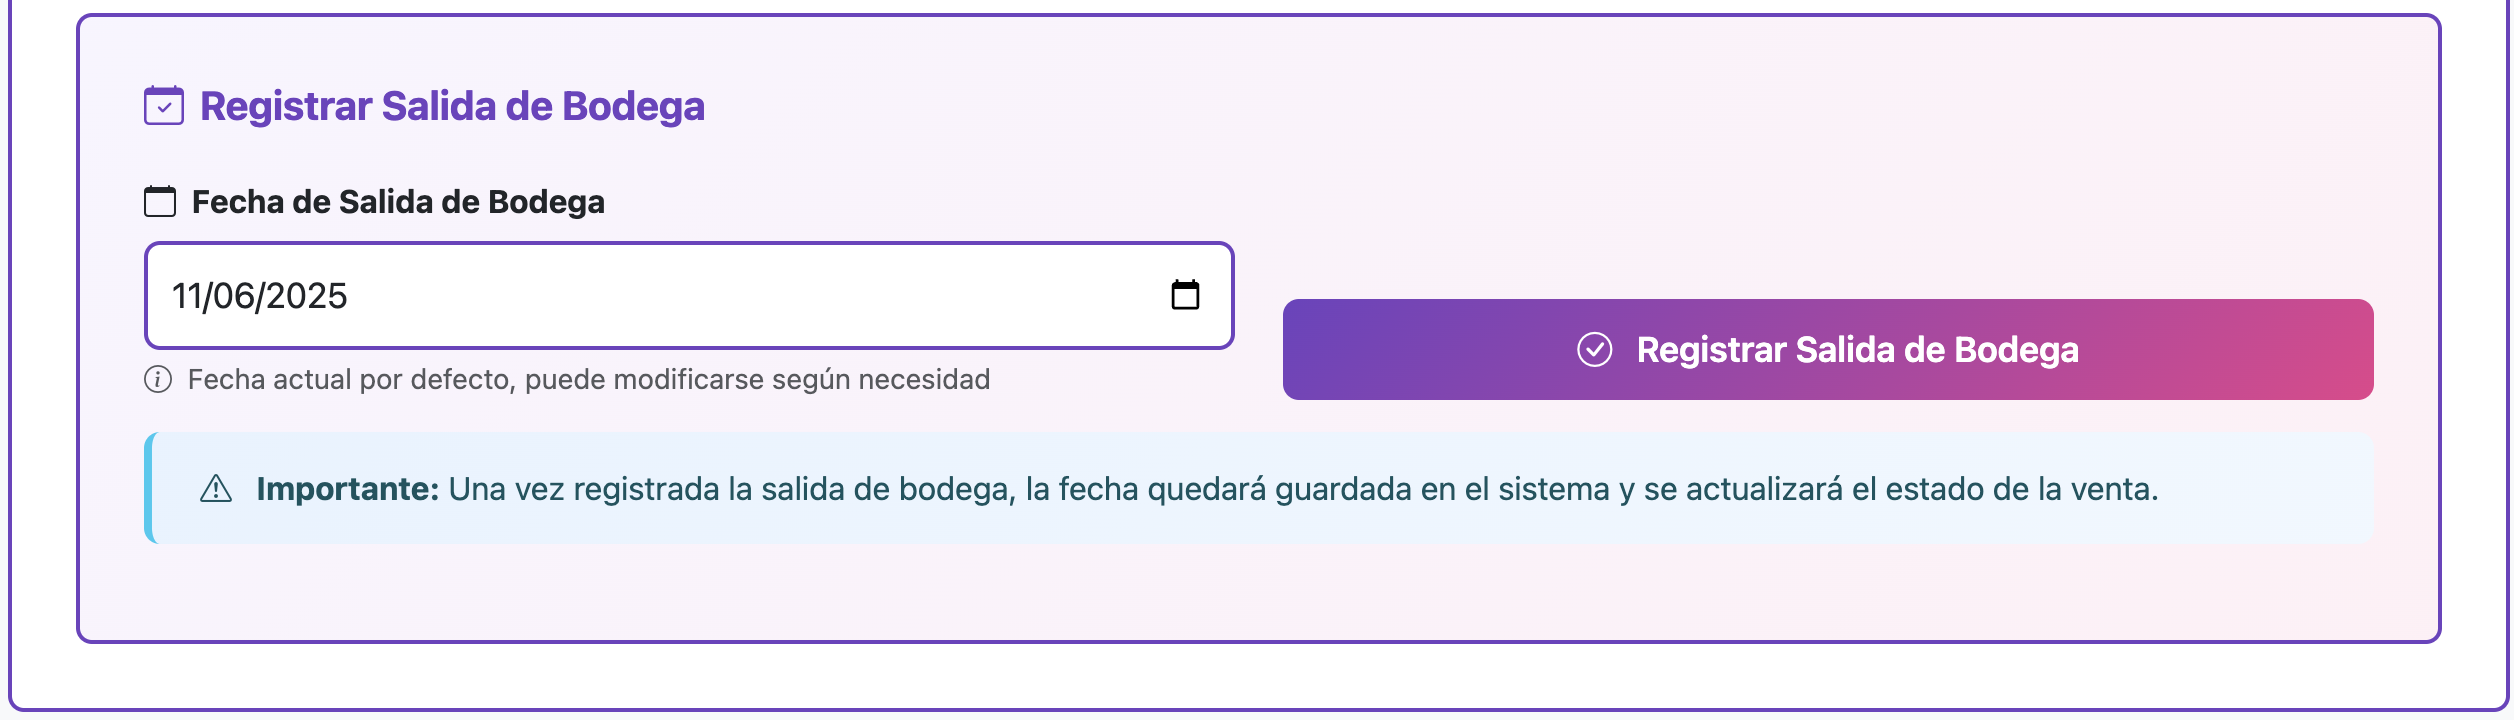 Registrar Salida de Bodega
Fecha de Salida de Bodega
11/06/2025
Fecha actual por defecto, puede modificarse según necesidad
Registrar Salida de Bodega
Importante: Una vez registrada la salida de bodega, la fecha quedará guardada en el sistema y se actualizará el estado de la venta.